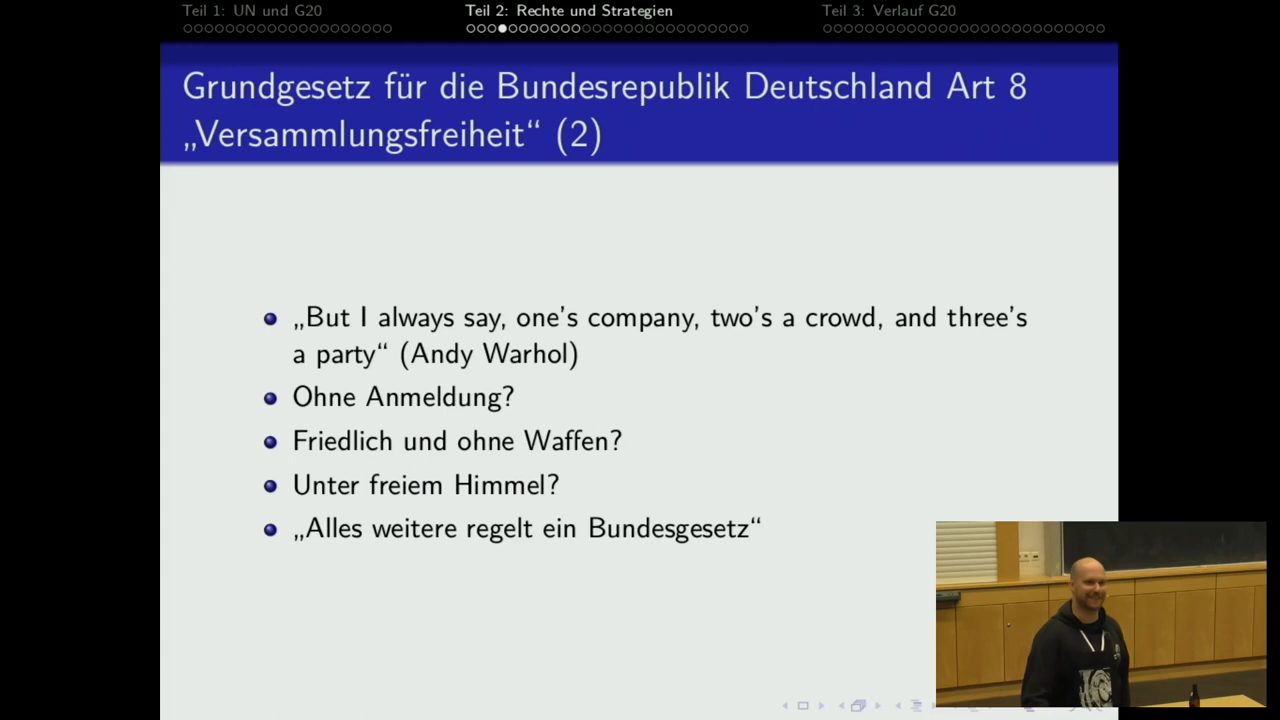 Teil 1: UN und G20
Teil 2: Rechte und Strategien
Teil 3: Verlauf G20
Grundgesetz für die Bundesrepublik Deutschland Art 8
„Versammlungsfreiheit“ (2)
„But I always say, one's company, two's a crowd, and three's
a party“ (Andy Warhol)
Ohne Anmeldung?
Friedlich und ohne Waffen?
Unter freiem Himmel?
„Alles weitere regelt ein Bundesgesetz“